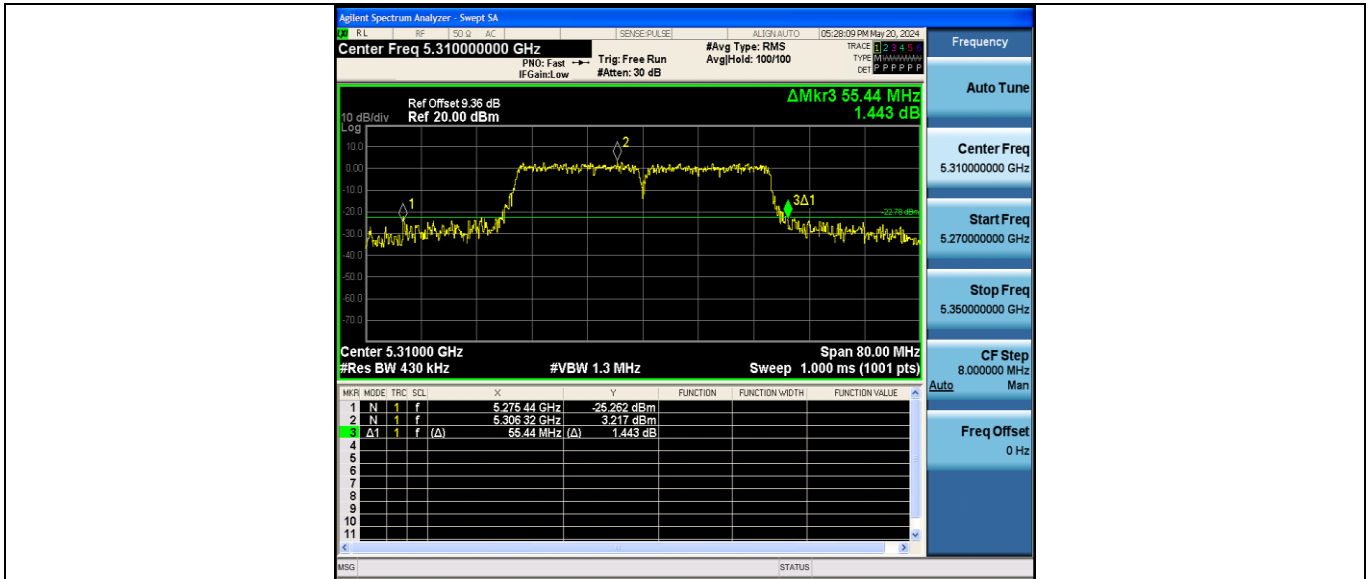 Agilent Spectrum Analyzer - Swept SA
LXI RL RF 50 Ω AC SENSE:PULSE ALIGN AUTO 05:28:09 PM May 20, 2024
Center Freq 5.310000000 GHz
PNO: Fast
IFGain:Low
Trig: Free Run
#Atten: 30 dB
#Avg Type: RMS
Avg|Hold: 100/100
TRACE 1 2 3 4 5 6
TYPE M WWWWW
DET P P P P P P
ΔMkr3 55.44 MHz
1.443 dB
Ref Offset 9.36 dB
10 dB/div Ref 20.00 dBm
Log
10.0
0.00
-10.0
-20.0
-30.0
-40.0
-50.0
-60.0
-70.0
1
2
3Δ1
-22.78 dBm
Center 5.31000 GHz Span 80.00 MHz
#Res BW 430 kHz #VBW 1.3 MHz Sweep 1.000 ms (1001 pts)
MKR MODE TRC SCL X Y FUNCTION FUNCTION WIDTH FUNCTION VALUE
1 N 1 f 5.275 44 GHz -25.262 dBm
2 N 1 f 5.306 32 GHz 3.217 dBm
3 Δ1 1 f (Δ) 55.44 MHz (Δ) 1.443 dB
4
5
6
7
8
9
10
11
MSG STATUS
Frequency
Auto Tune
Center Freq
5.310000000 GHz
Start Freq
5.270000000 GHz
Stop Freq
5.350000000 GHz
CF Step
8.000000 MHz
Auto Man
Freq Offset
0 Hz